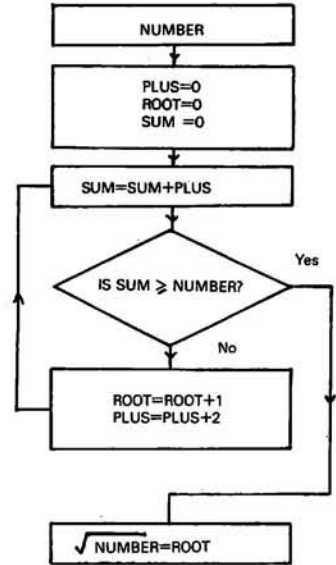 NUMBER
PLUS=0
ROOT=0
SUM =0
SUM=SUM+PLUS
IS SUM ⩾ NUMBER?
Yes
No
ROOT=ROOT+1
PLUS=PLUS+2
√NUMBER=ROOT